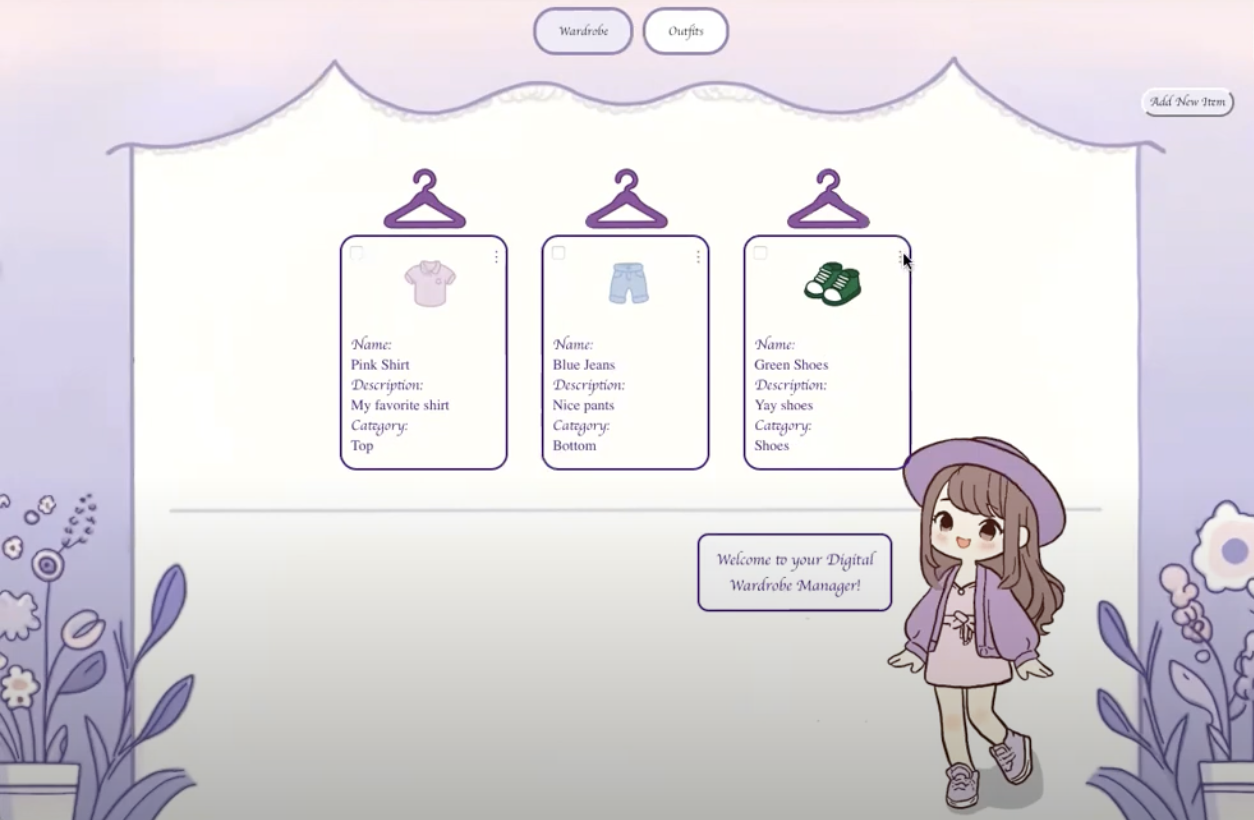 Wardrobe
Outfits
Add New Item
Name:
Pink Shirt
Description:
My favorite shirt
Category:
Top
Name:
Blue Jeans
Description:
Nice pants
Category:
Bottom
Name:
Green Shoes
Description:
Yay shoes
Category:
Shoes
Welcome to your Digital
Wardrobe Manager!